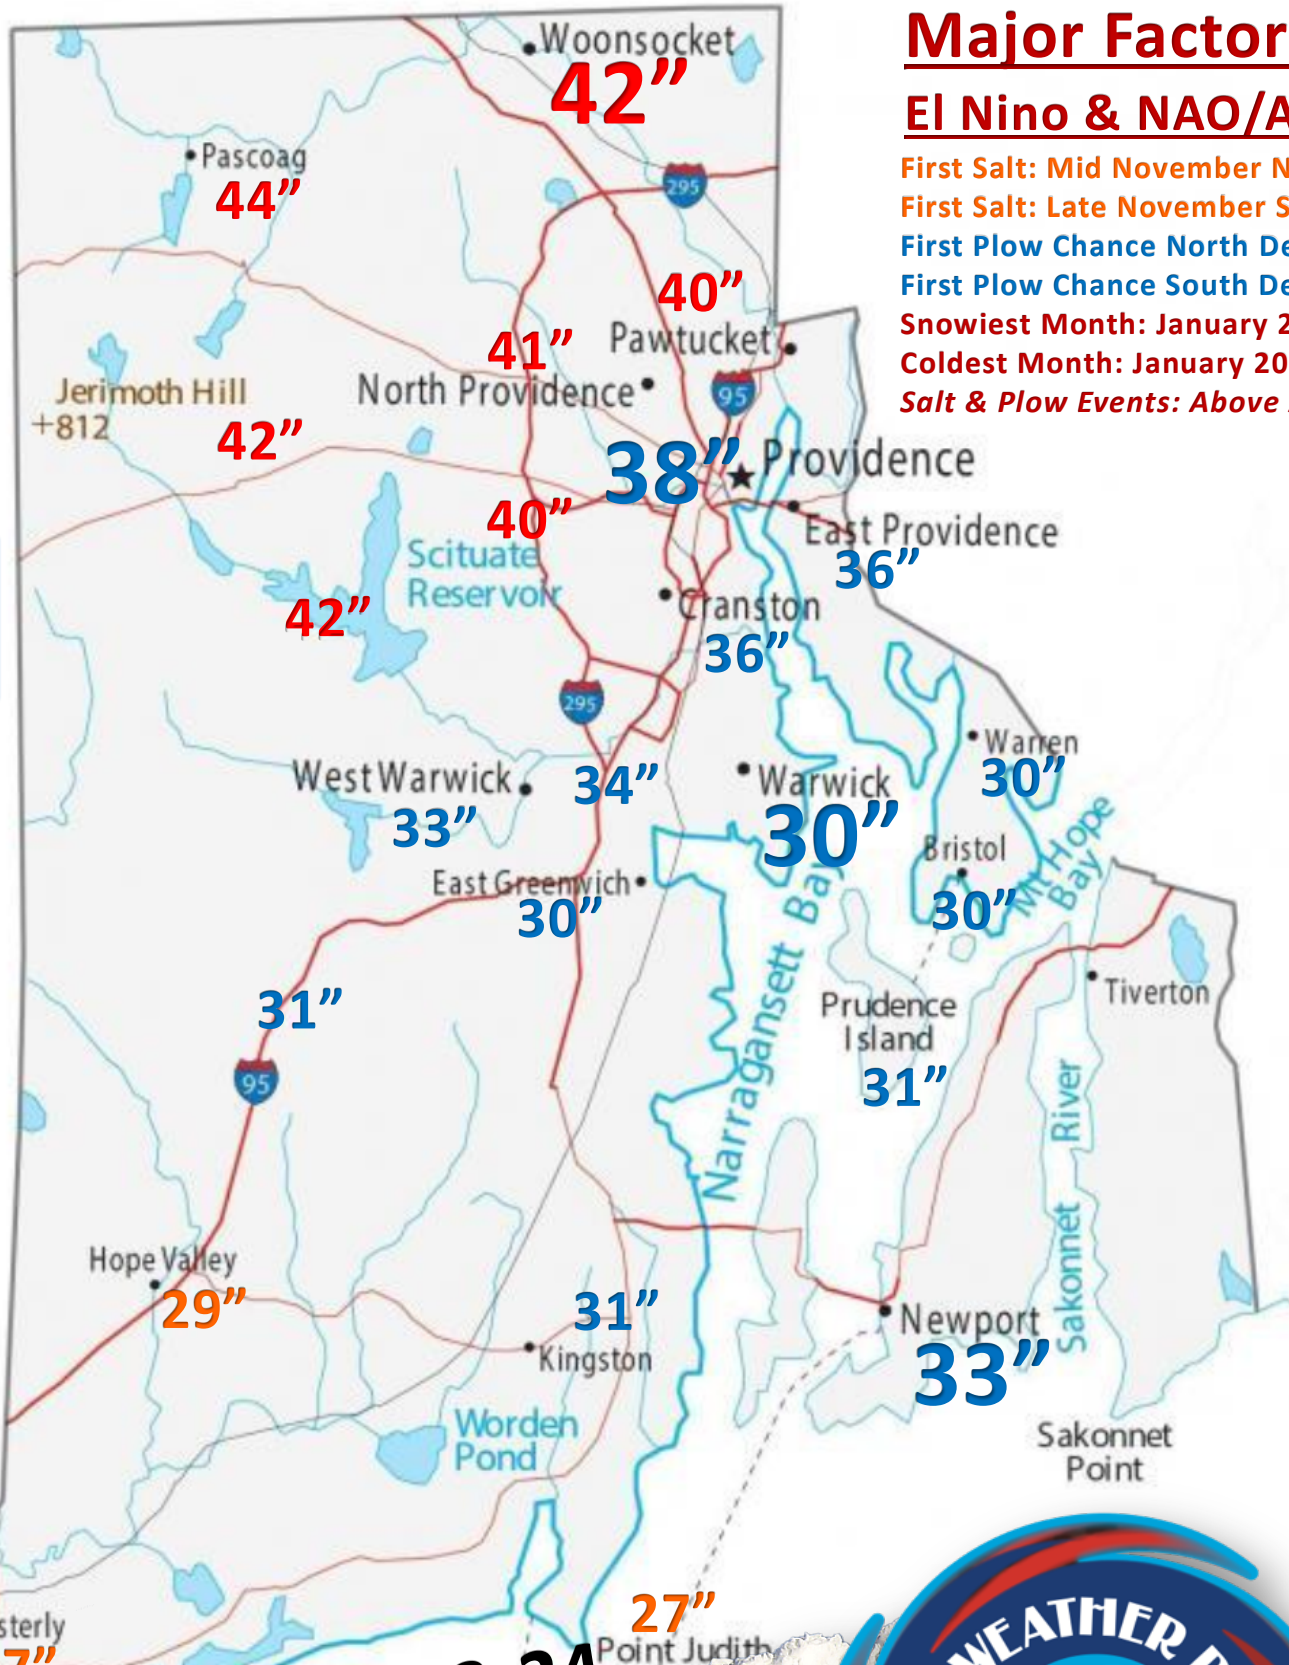 Major Factor
El Nino & NAO/A
First Salt: Mid November N
First Salt: Late November S
First Plow Chance North De
First Plow Chance South De
Snowiest Month: January 2
Coldest Month: January 20
Salt & Plow Events: Above
Woonsocket
42”
Pascoag
44”
295
40”
Pawtucket
41”
North Providence
95
Jerimoth Hill
+812
42”
38”
Providence
40”
East Providence
36”
Scituate
Reservoir
42”
Cranston
36”
295
Warren
30”
West Warwick
33”
34”
Warwick
30”
Mt Hope
Bay
Bristol
30”
East Greenwich
30”
Narragansett Bay
31”
95
Prudence
Island
31”
Tiverton
Sakonnet River
Hope Valley
29”
31”
Kingston
Newport
33”
Worden
Pond
Sakonnet
Point
27”
Point Judith
sterly
7”
24
WEATHER